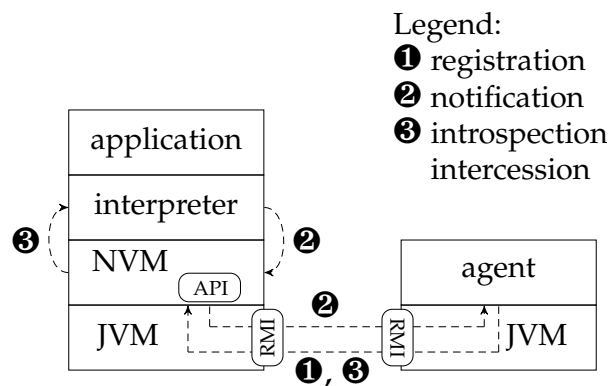 Legend:
❶ registration
❷ notification
❸ introspection
intercession
application
interpreter
❸
❷
NVM
API
agent
❷
JVM
RMI
RMI
JVM
❶, ❸